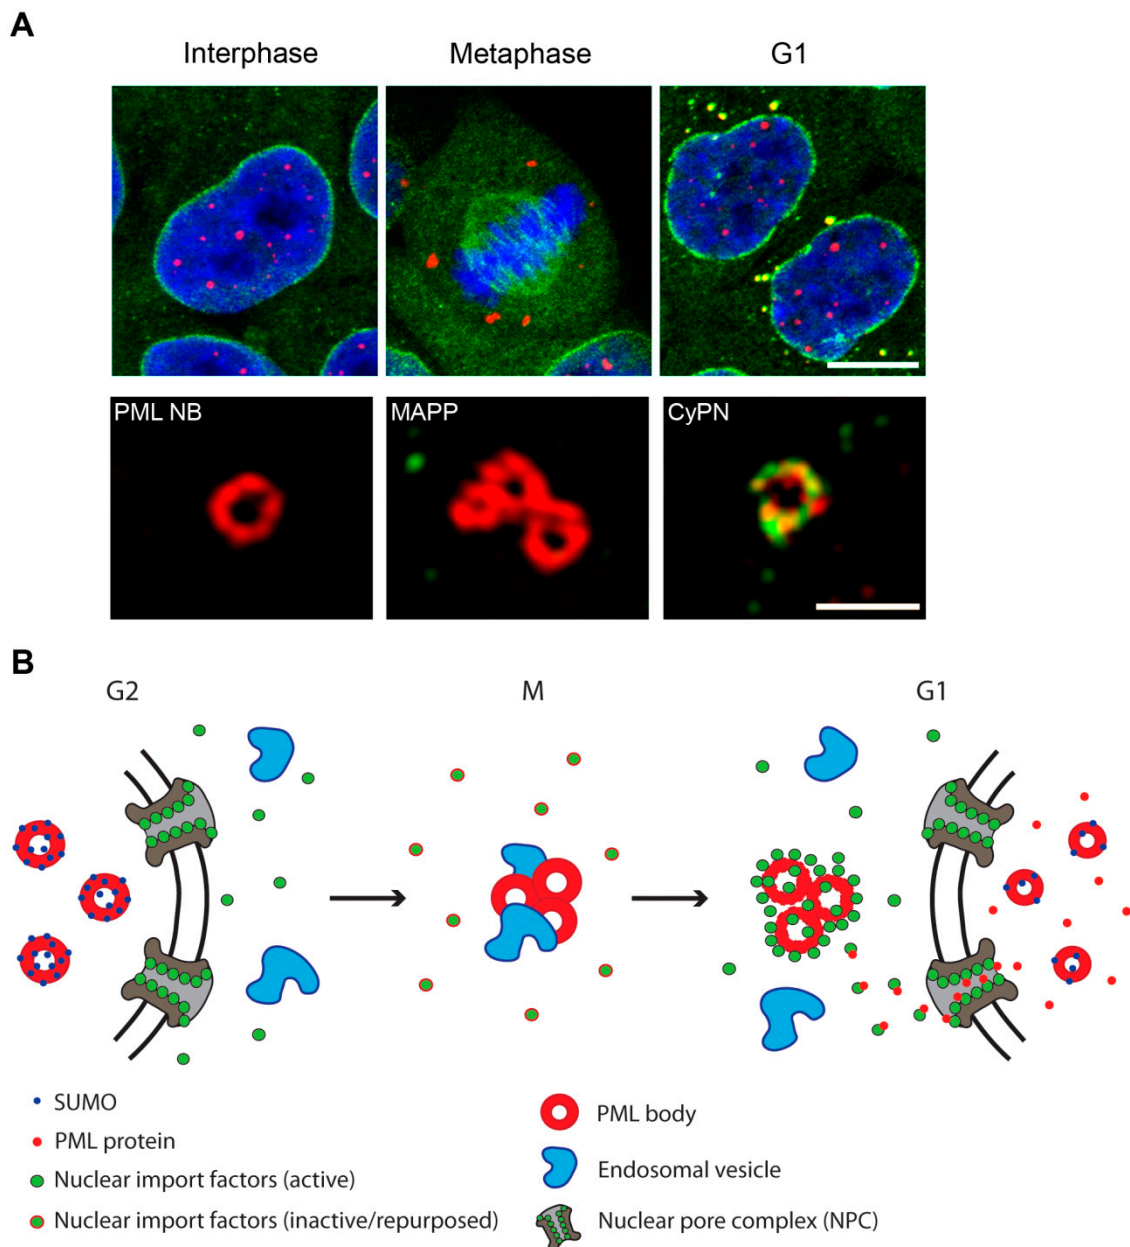 A
Interphase
Metaphase
G1
PML NB
MAPP
CyPN
B
G2
M
G1
SUMO
PML protein
Nuclear import factors (active)
Nuclear import factors (inactive/repurposed)
PML body
Endosomal vesicle
Nuclear pore complex (NPC)